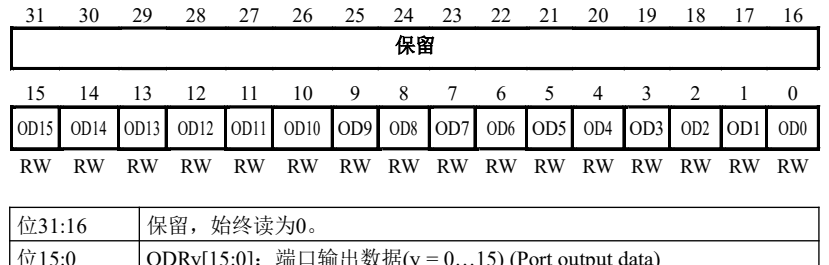 31 30 29 28 27 26 25 24 23 22 21 20 19 18 17 16
保留
15 14 13 12 11 10 9 8 7 6 5 4 3 2 1 0
OD15 OD14 OD13 OD12 OD11 OD10 OD9 OD8 OD7 OD6 OD5 OD4 OD3 OD2 OD1 OD0
RW RW RW RW RW RW RW RW RW RW RW RW RW RW RW RW
位31:16 保留，始终读为0。
位15:0 ODRy[15:0]：端口输出数据(y = 0…15) (Port output data)